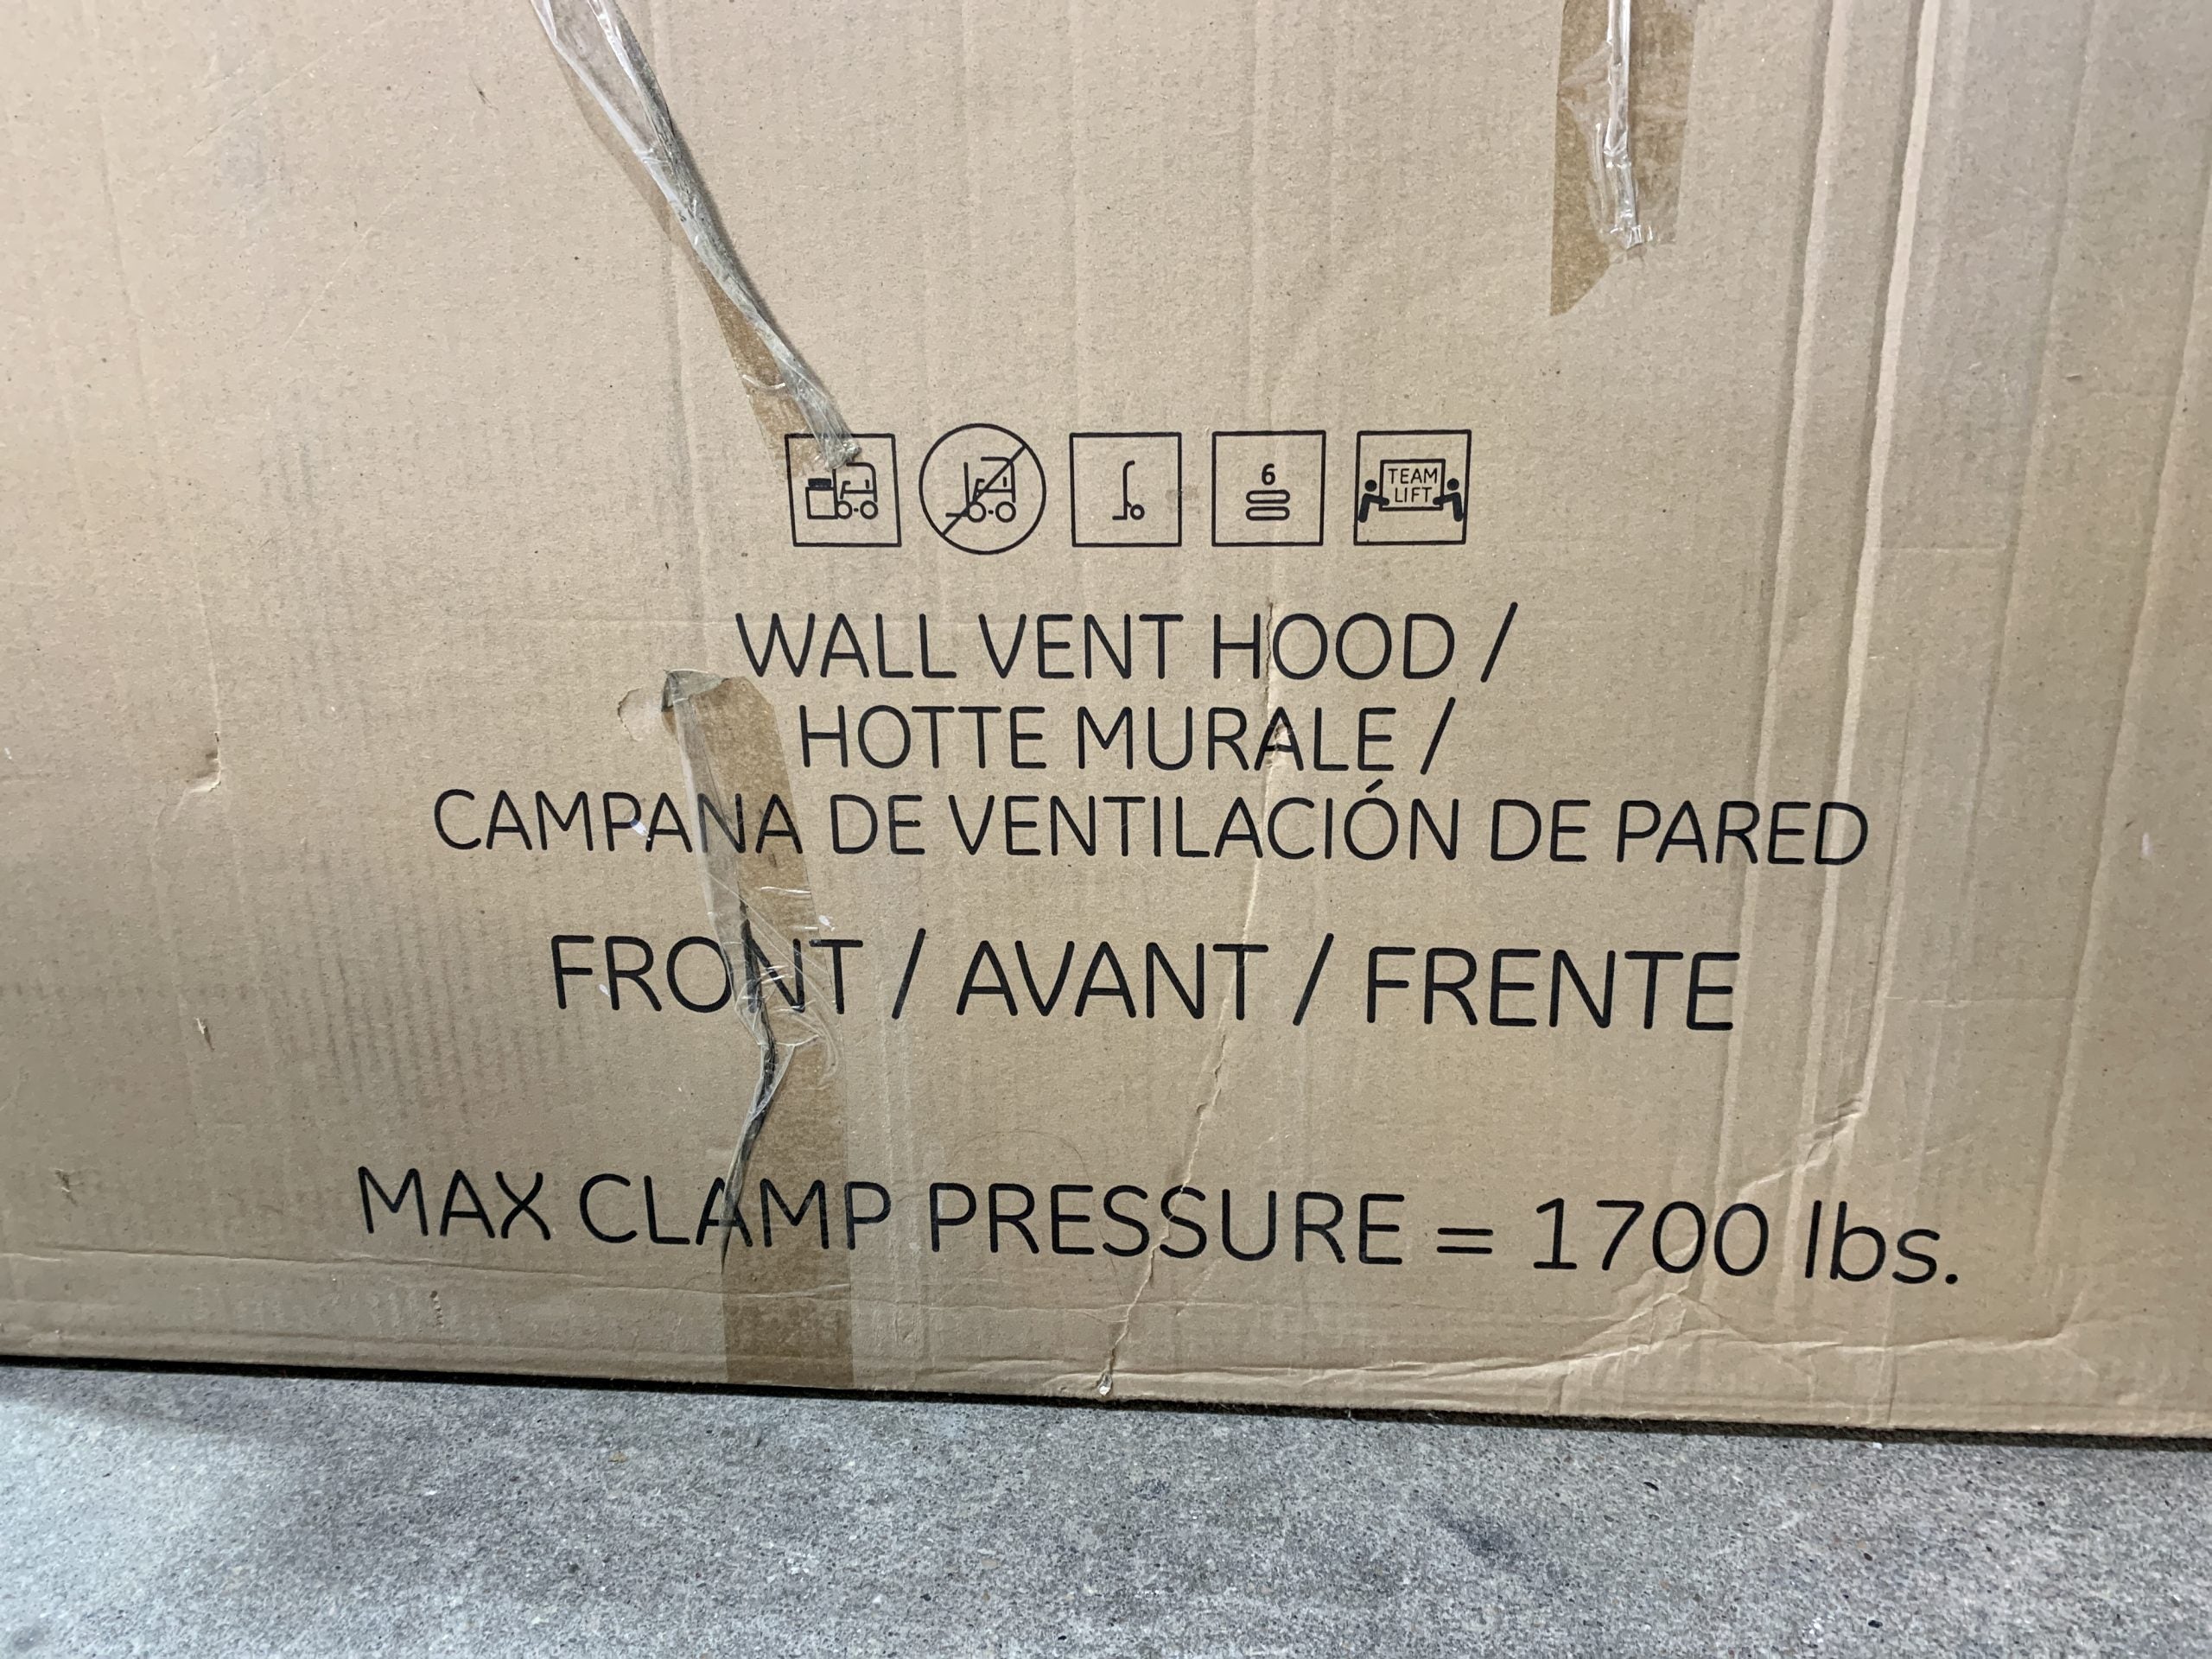 6
TEAM
LIFT
WALL VENT HOOD /
HOTTE MURALE /
CAMPANA DE VENTILACIÓN DE PARED
FRONT / AVANT / FRENTE
MAX CLAMP PRESSURE = 1700 lbs.